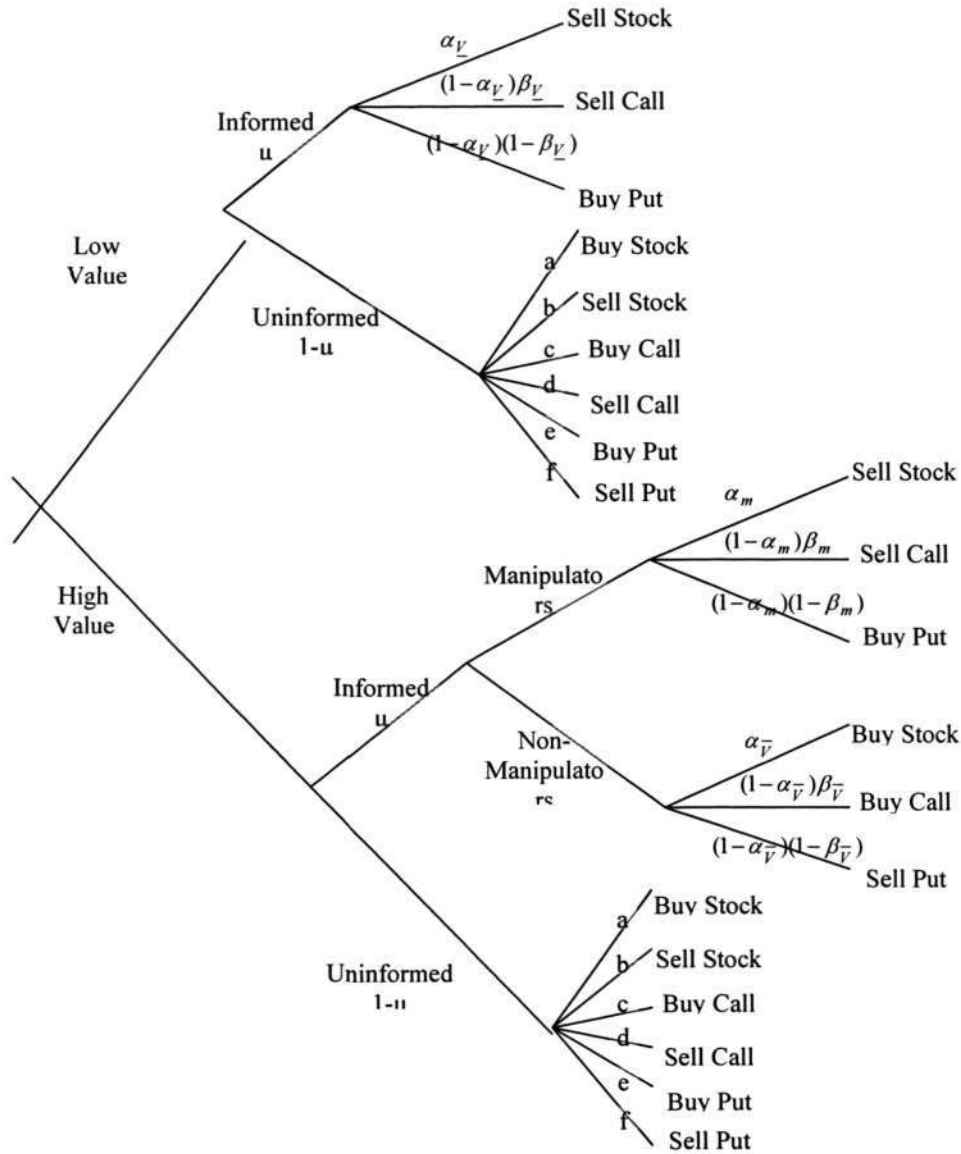 Sell Stock
α_V̲
(1-α_V̲)β_V̲
Sell Call
Informed
u
(1-α_V̲)(1-β_V̲)
Buy Put
Low
Value
Buy Stock
a
Uninformed
1-u
b
Sell Stock
c
Buy Call
d
Sell Call
e
Buy Put
f
Sell Put
Sell Stock
α_m
(1-α_m)β_m
Sell Call
High
Value
Manipulato
rs
(1-α_m)(1-β_m)
Buy Put
Informed
u
Non-
Manipulato
rs
α_V̅
Buy Stock
(1-α_V̅)β_V̅
Buy Call
(1-α_V̅)(1-β_V̅)
Sell Put
Buy Stock
a
Uninformed
1-u
b
Sell Stock
c
Buy Call
d
Sell Call
e
Buy Put
f
Sell Put